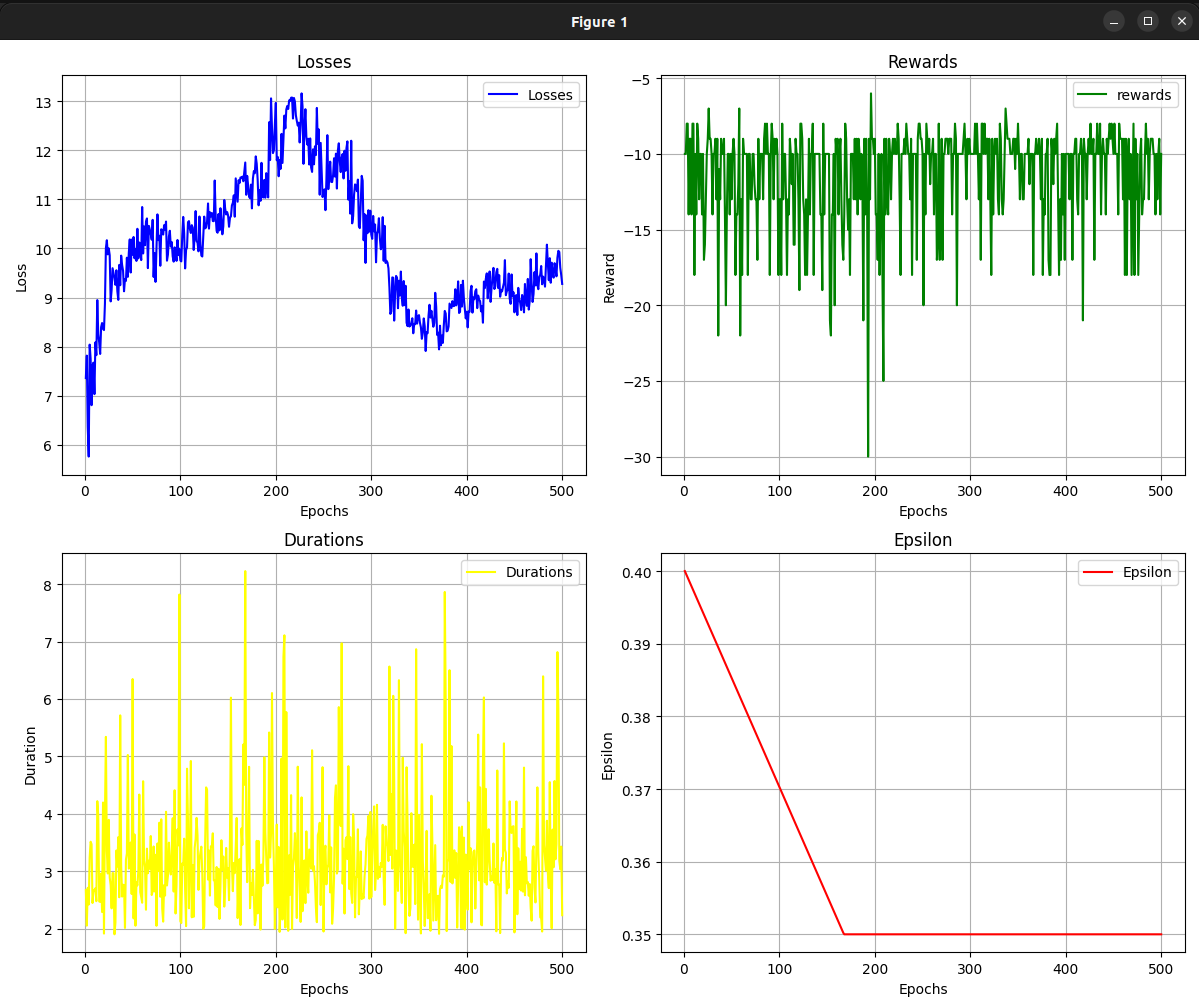 Figure 1
Losses
Losses
13
12
11
10
9
8
7
6
Loss
0 100 200 300 400 500
Epochs
Rewards
rewards
−5
−10
−15
−20
−25
−30
Reward
0 100 200 300 400 500
Epochs
Durations
Durations
8
7
6
5
4
3
2
Duration
0 100 200 300 400 500
Epochs
Epsilon
Epsilon
0.40
0.39
0.38
0.37
0.36
0.35
Epsilon
0 100 200 300 400 500
Epochs